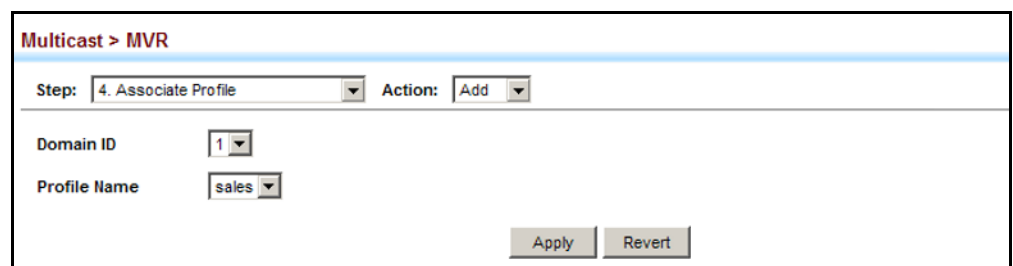 Multicast > MVR
Step: 4. Associate Profile Action: Add
Domain ID 1
Profile Name sales
Apply Revert